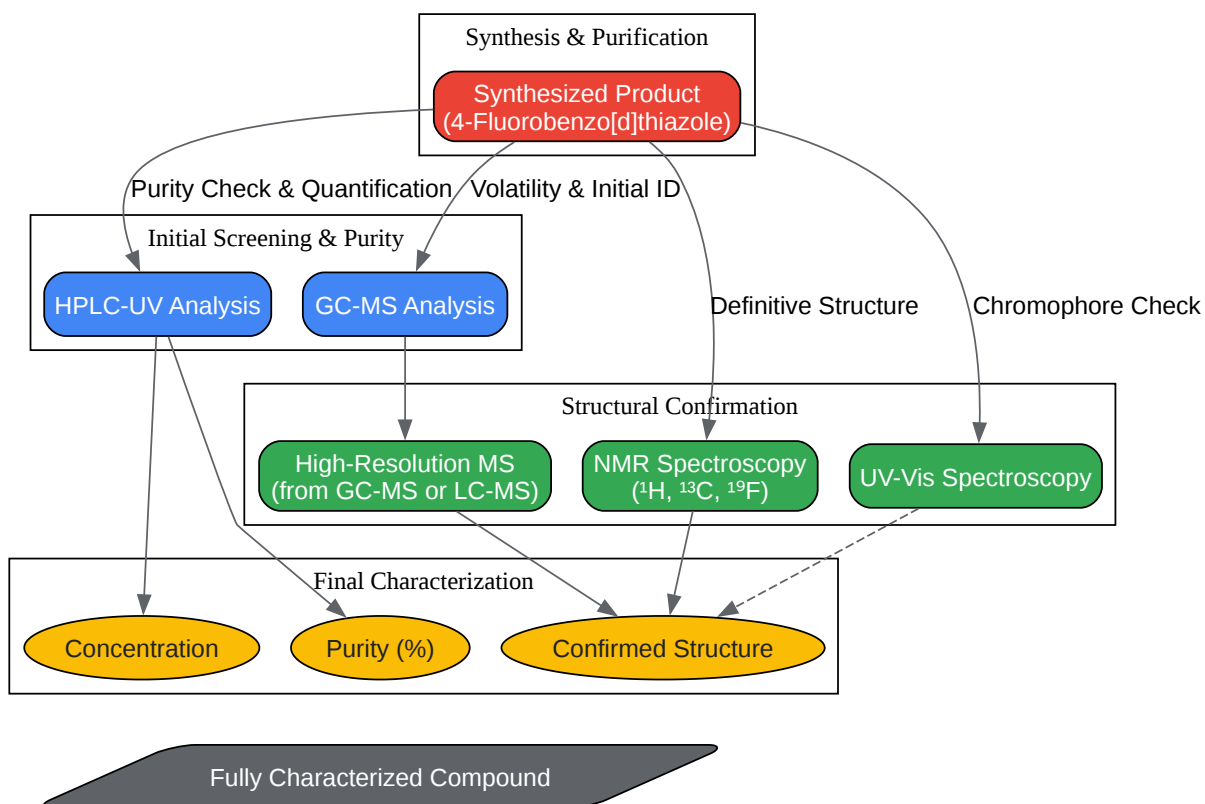 Synthesis & Purification
Synthesized Product
(4-Fluorobenzo[d]thiazole)
Purity Check & Quantification
Volatility & Initial ID
Initial Screening & Purity
HPLC-UV Analysis
GC-MS Analysis
Definitive Structure
Chromophore Check
Structural Confirmation
High-Resolution MS
(from GC-MS or LC-MS)
NMR Spectroscopy
(¹H, ¹³C, ¹⁹F)
UV-Vis Spectroscopy
Final Characterization
Concentration
Purity (%)
Confirmed Structure
Fully Characterized Compound